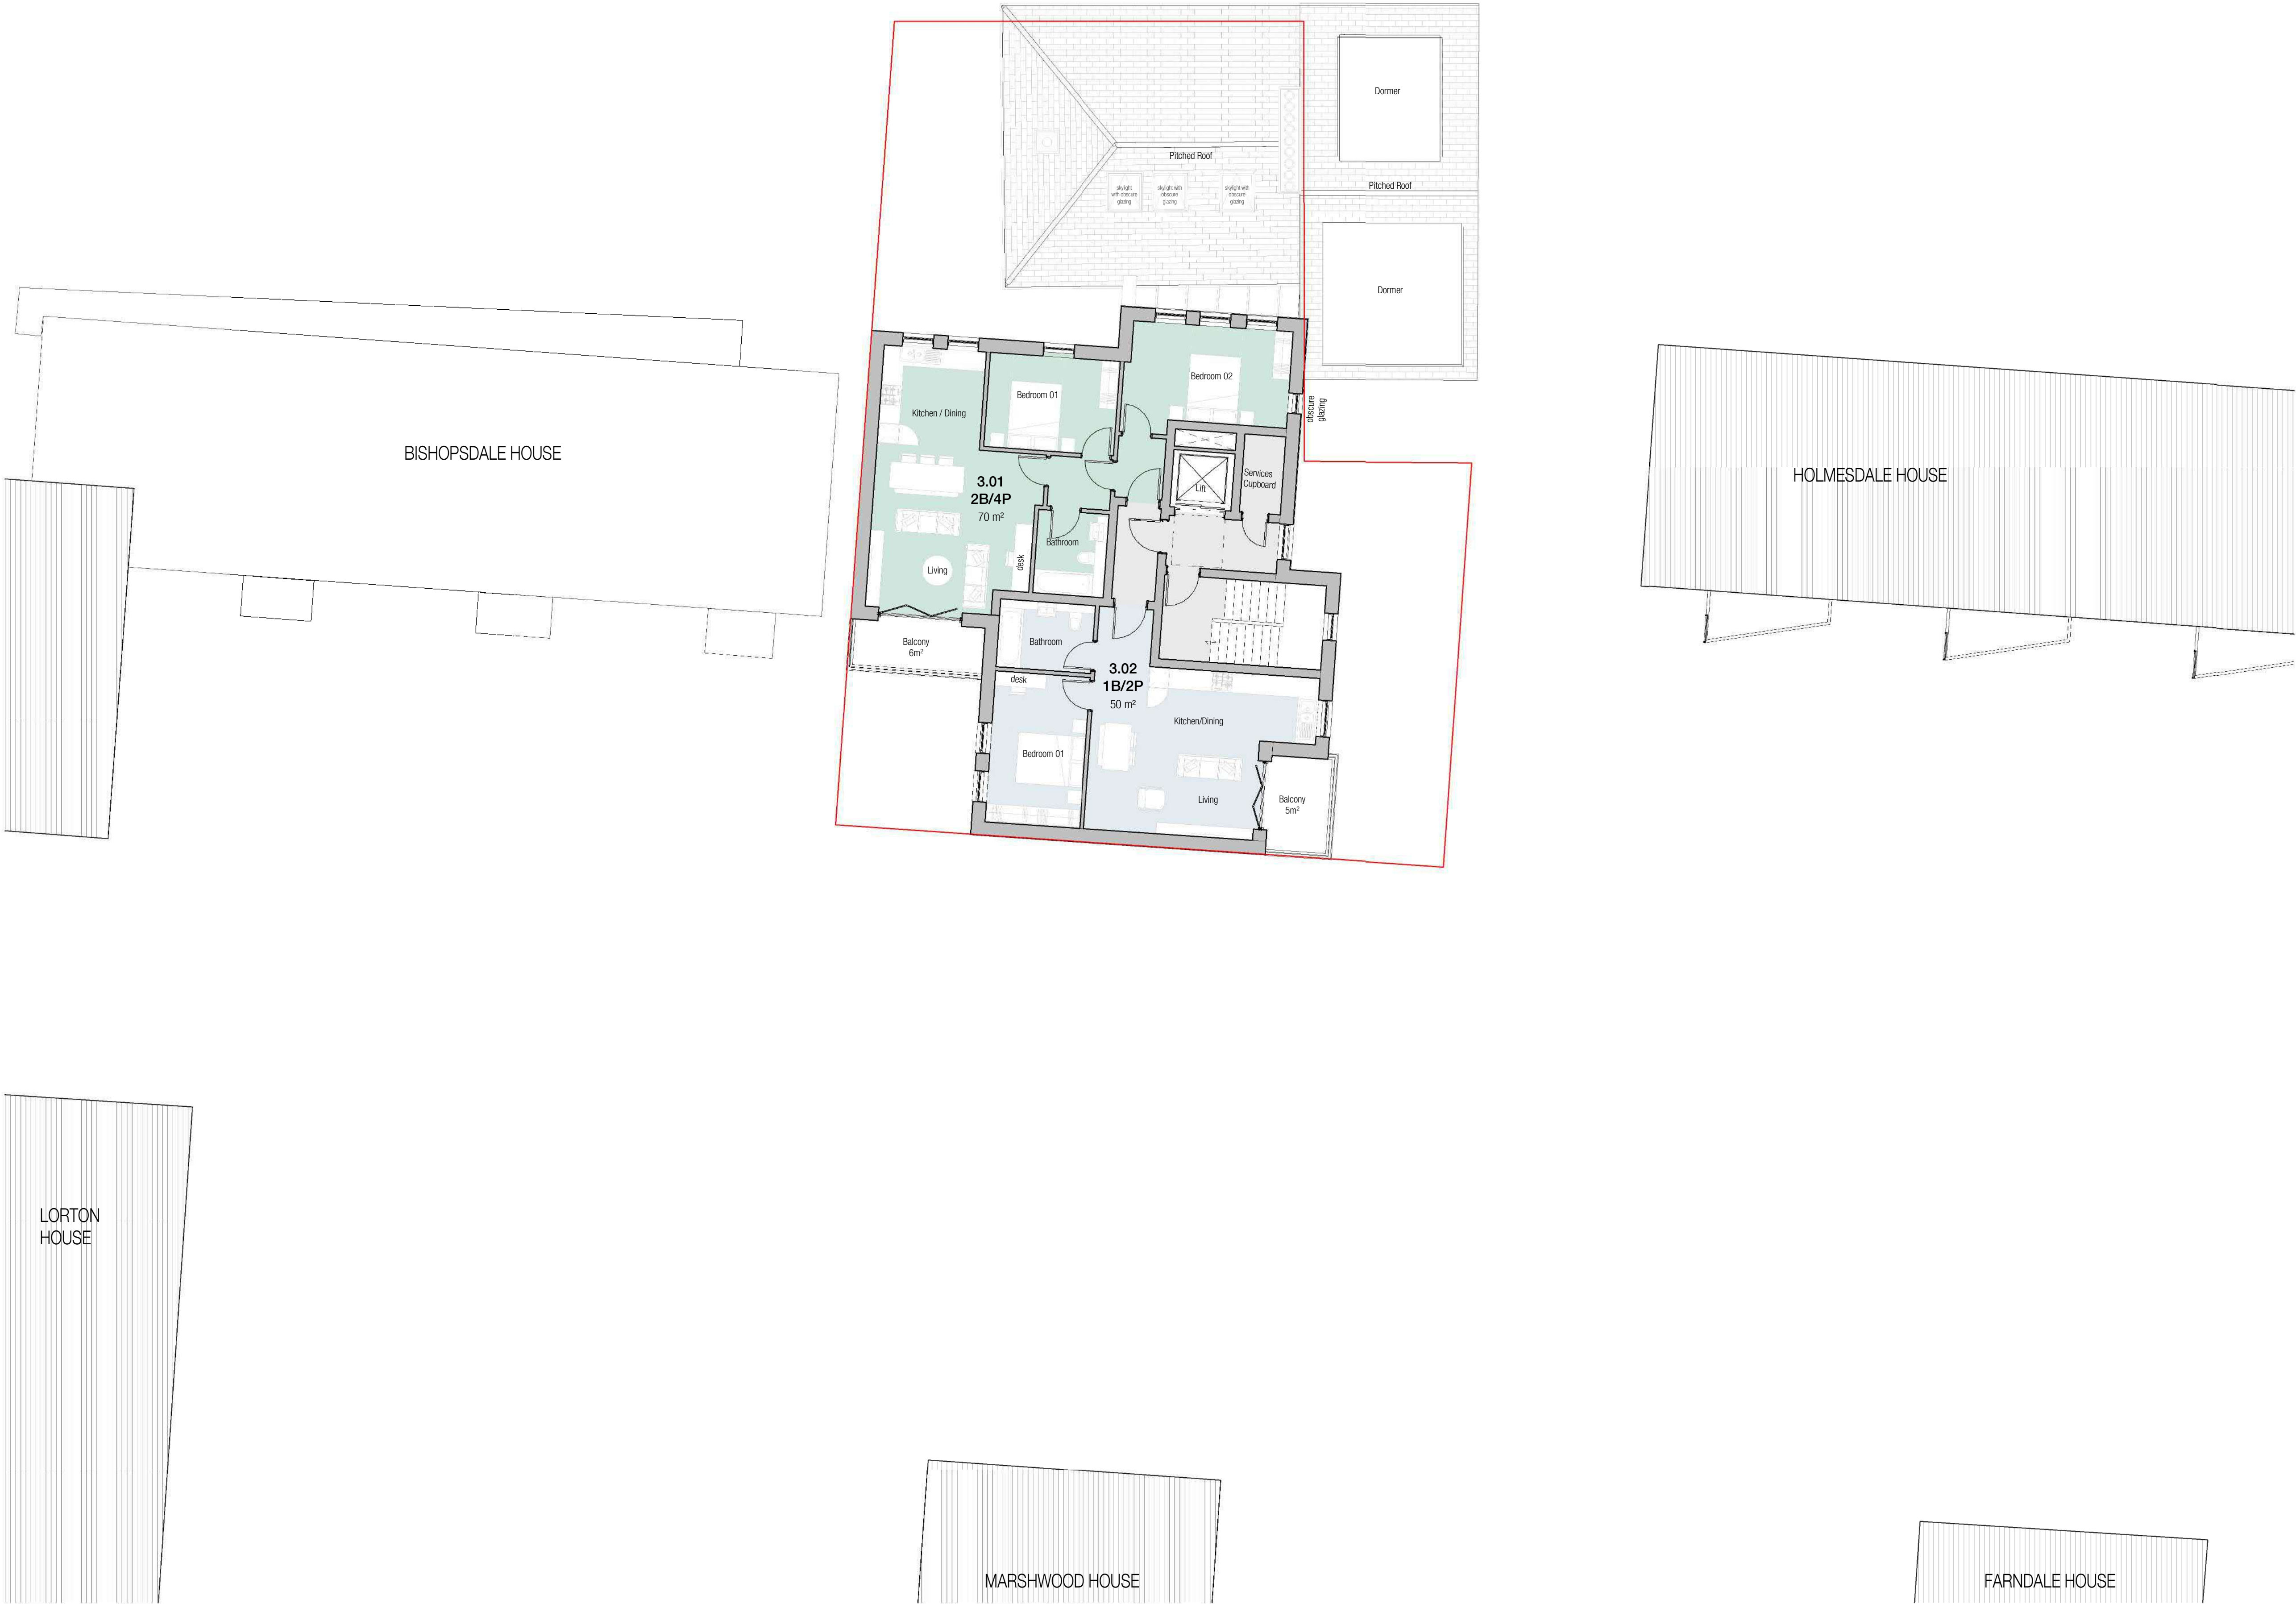 Dormer
Pitched Roof
Pitched Roof
skylight
with obscure
glazing
skylight with
obscure
glazing
skylight with
obscure
glazing
Dormer
Bedroom 02
Bedroom 01
obscure
glazing
Kitchen / Dining
BISHOPSDALE HOUSE
HOLMESDALE HOUSE
3.01
2B/4P
70 m²
Lift
Services
Cupboard
Bathroom
desk
Living
Balcony
6m²
Bathroom
3.02
1B/2P
50 m²
desk
Kitchen/Dining
Bedroom 01
Living
Balcony
5m²
LORTON
HOUSE
MARSHWOOD HOUSE
FARNDALE HOUSE